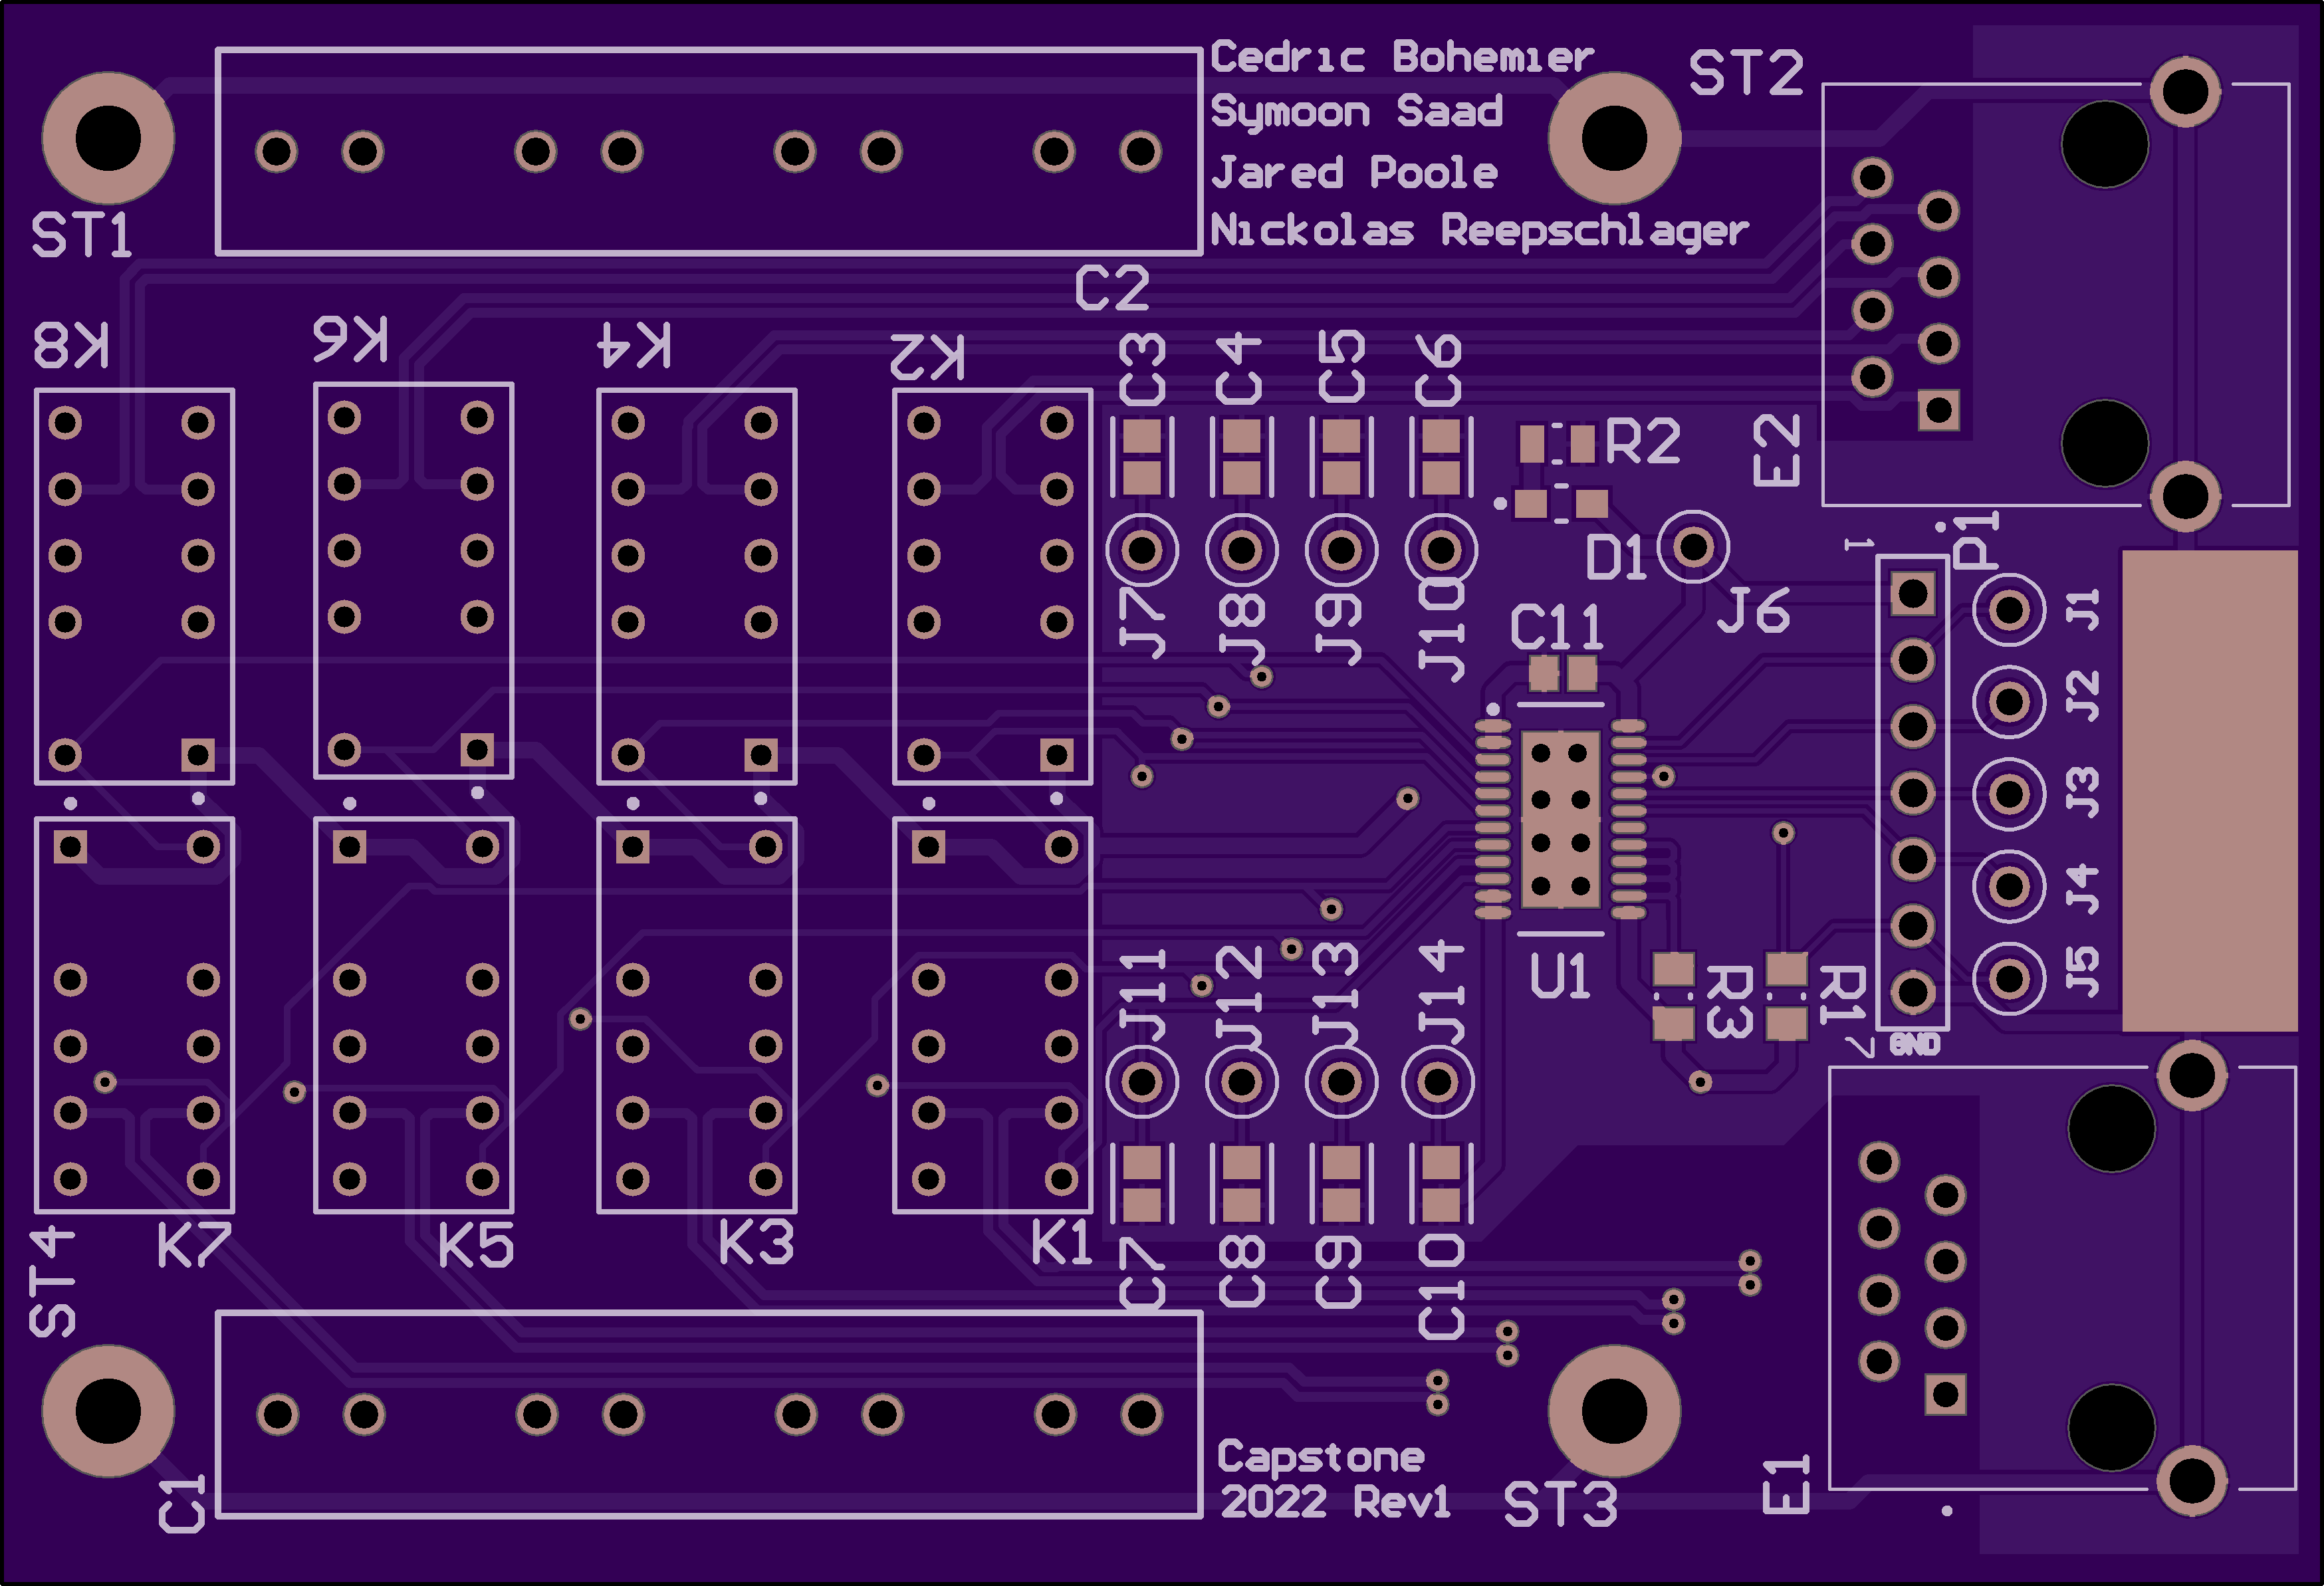 Cedric Bohemier
Symoon Saad
Jared Poole
Nickolas Reepschlager
ST1
ST2
C2
K8
K6
K4
K2
C3
C4
C5
C6
R2
E2
D1
1
P1
J7
J8
J9
J10
C11
J6
J1
J2
J3
J4
J5
U1
R3
R1
7
GND
J11
J12
J13
J14
ST4
K7
K5
K3
K1
C7
C8
C9
C10
C1
Capstone
2022 Rev1
ST3
E1